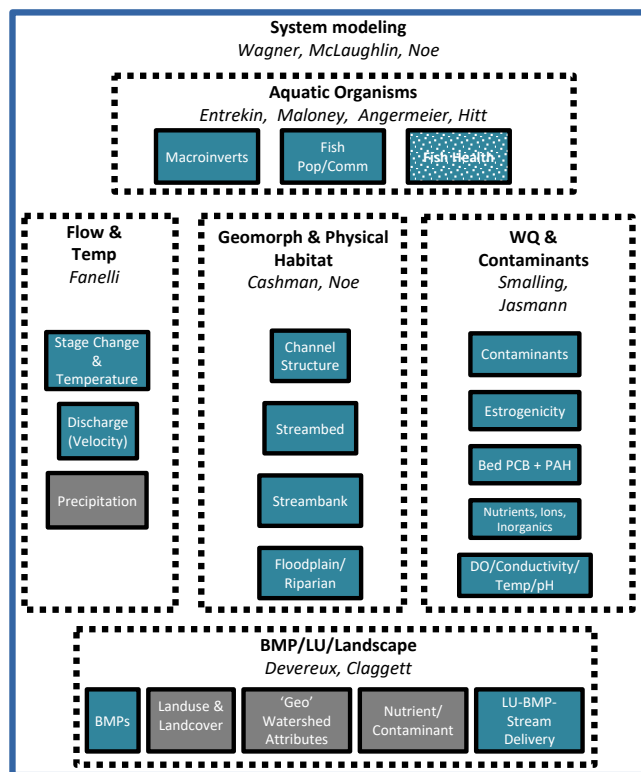 System modeling
Wagner, McLaughlin, Noe
Aquatic Organisms
Entrekin, Maloney, Angermeier, Hitt
Macroinverts
Fish
Pop/Comm
Fish Health
Flow &
Temp
Fanelli
Stage Change
&
Temperature
Discharge
(Velocity)
Precipitation
Geomorph & Physical
Habitat
Cashman, Noe
Channel
Structure
Streambed
Streambank
Floodplain/
Riparian
WQ &
Contaminants
Smalling,
Jasmann
Contaminants
Estrogenicity
Bed PCB + PAH
Nutrients, Ions,
Inorganics
DO/Conductivity/
Temp/pH
BMP/LU/Landscape
Devereux, Claggett
BMPs
Landuse &
Landcover
‘Geo’
Watershed
Attributes
Nutrient/
Contaminant
LU-BMP-
Stream
Delivery